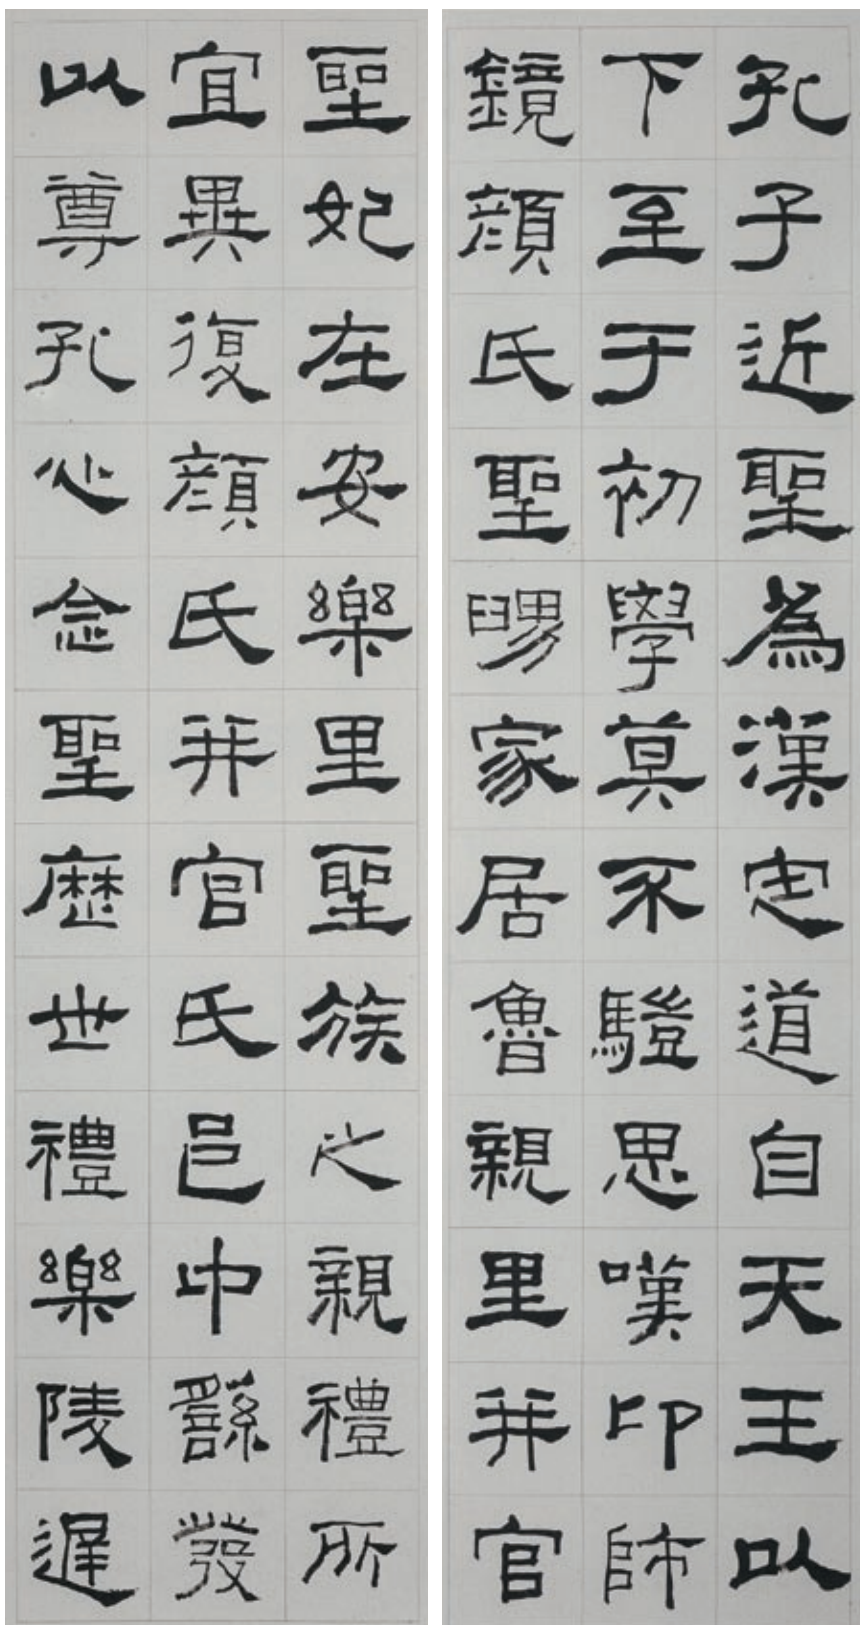 孔子近聖為漢定道自天王以
下至于初學莫不𩥉思嘆卬師
鏡顏氏聖舅家居魯親里并官
聖妃在安樂里聖族之親禮所
宜異復顏氏并官氏邑中繇發
以尊孔心念聖歷世禮樂陵遲